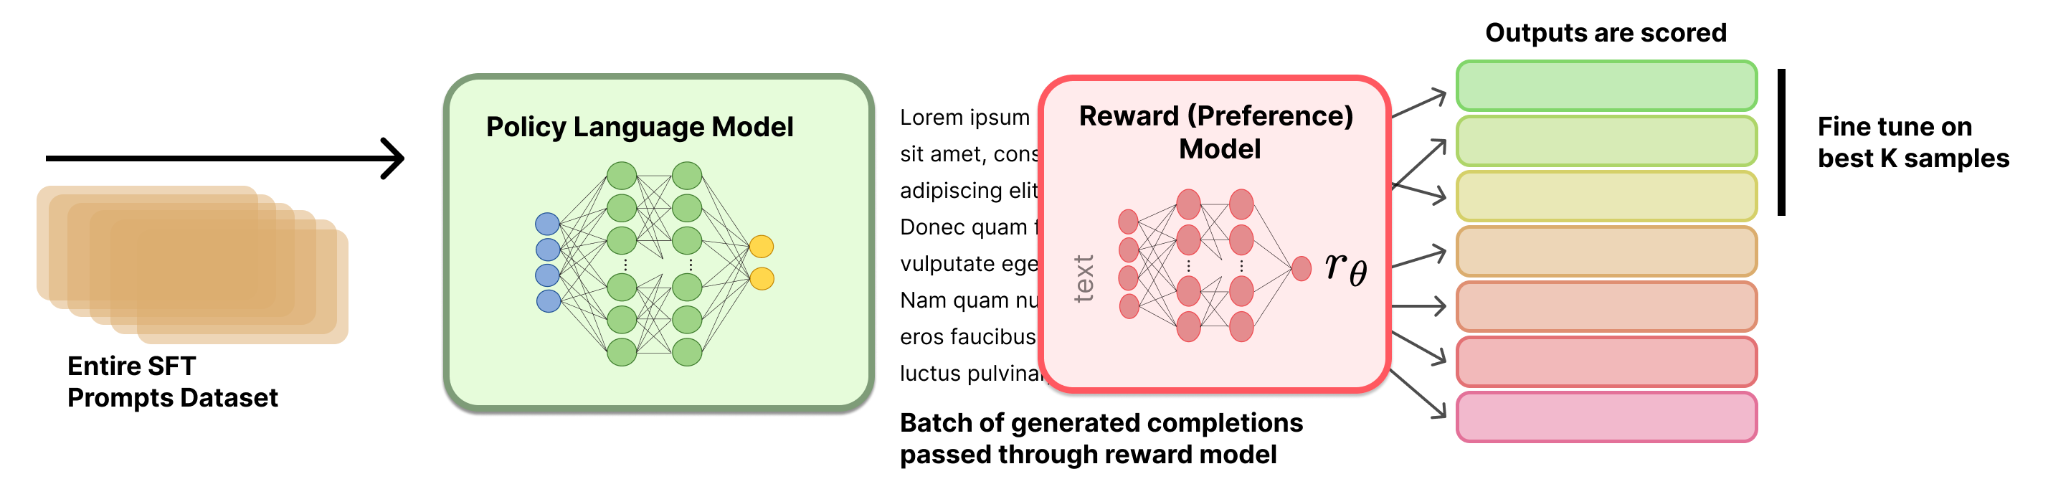 Outputs are scored
Policy Language Model
Reward (Preference)
Model
Lorem ipsum
sit amet, cons
adipiscing elit
Donec quam f
vulputate ege
Nam quam nu
eros faucibus
luctus pulvinar
text
rθ
Fine tune on
best K samples
Entire SFT
Prompts Dataset
Batch of generated completions
passed through reward model